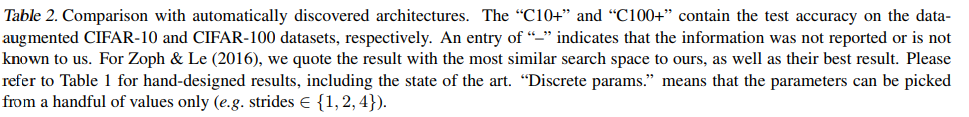 Table 2. Comparison with automatically discovered architectures. The “C10+” and “C100+” contain the test accuracy on the data-
augmented CIFAR-10 and CIFAR-100 datasets, respectively. An entry of “–” indicates that the information was not reported or is not
known to us. For Zoph & Le (2016), we quote the result with the most similar search space to ours, as well as their best result. Please
refer to Table 1 for hand-designed results, including the state of the art. “Discrete params.” means that the parameters can be picked
from a handful of values only (e.g. strides ∈ {1, 2, 4}).